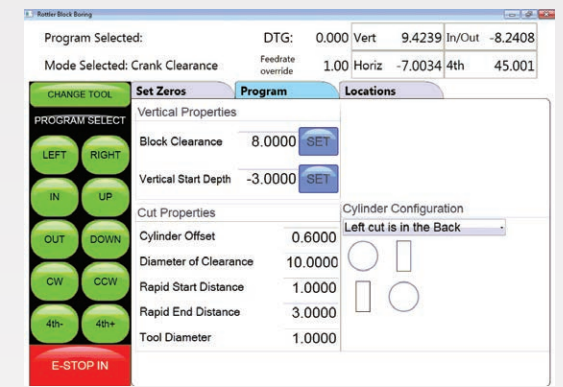 Rottler Block Boring
Program Selected: DTG: 0.000 Vert 9.4239 In/Out -8.2408
Mode Selected: Crank Clearance Feedrate override 1.00 Horiz -7.0034 4th 45.001
CHANGE TOOL Set Zeros Program Locations
PROGRAM SELECT
Vertical Properties
LEFT RIGHT
Block Clearance 8.0000 SET
Vertical Start Depth -3.0000 SET
IN UP
Cut Properties
Cylinder Configuration
OUT DOWN
Cylinder Offset 0.6000
Left cut is in the Back
Diameter of Clearance 10.0000
CW CCW
Rapid Start Distance 1.0000
Rapid End Distance 3.0000
4th- 4th+
Tool Diameter 1.0000
E-STOP IN